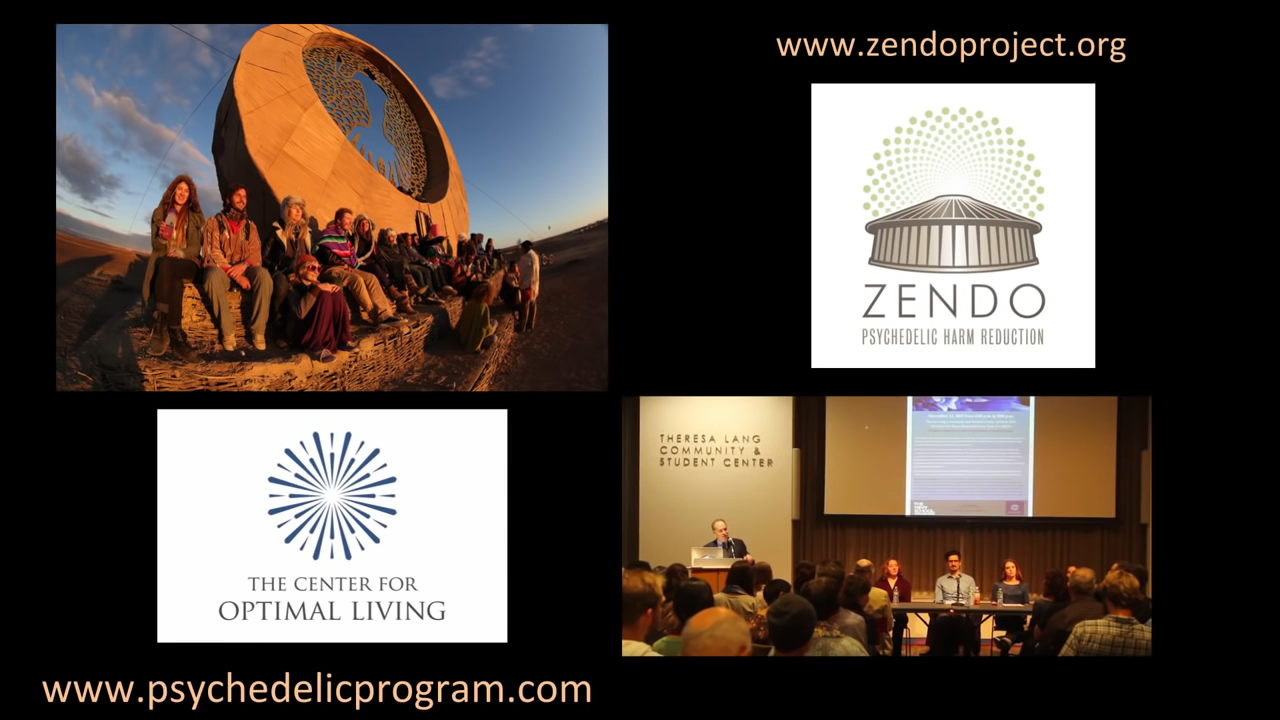 www.zendoproject.org
ZENDO
PSYCHEDELIC HARM REDUCTION
THERESA LANG
COMMUNITY &
STUDENT CENTER
THE CENTER FOR
OPTIMAL LIVING
www.psychedelicprogram.com